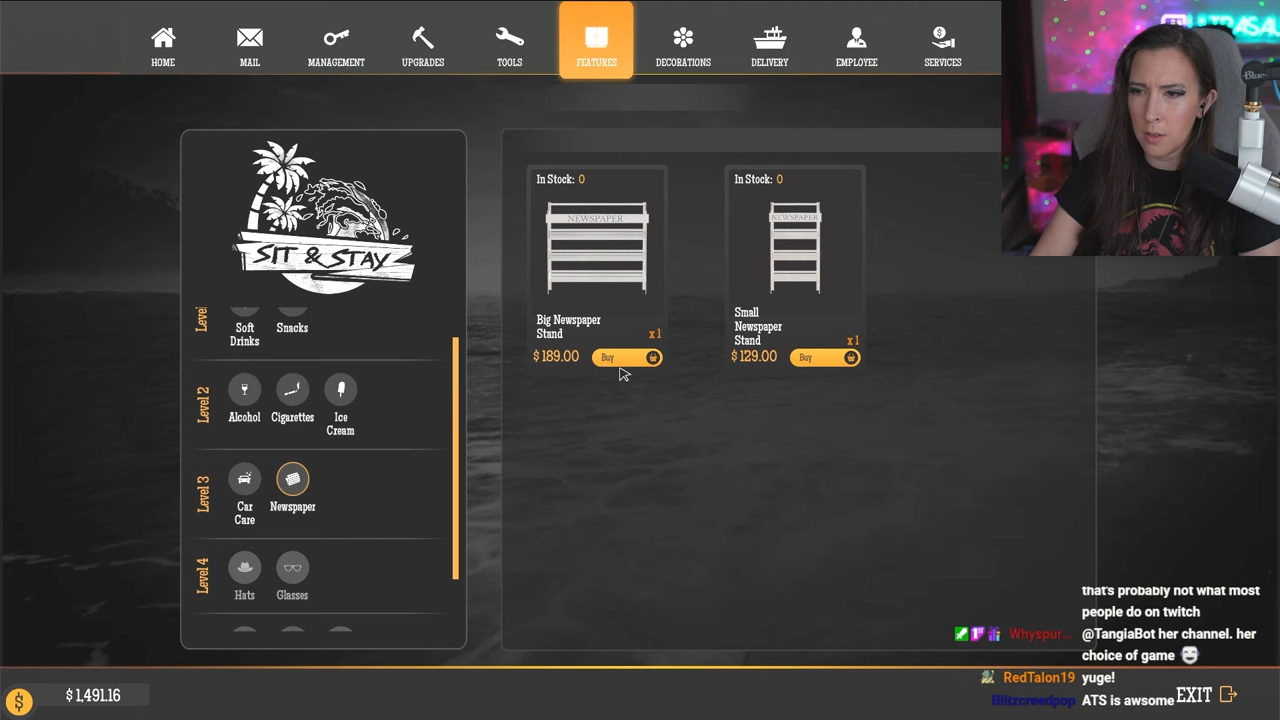 HOME
MAIL
MANAGEMENT
UPGRADES
TOOLS
FEATURES
DECORATIONS
DELIVERY
EMPLOYEE
SERVICES
Blue
SIT & STAY
Level
Soft Drinks
Snacks
Level 2
Alcohol
Cigarettes
Ice Cream
Level 3
Car Care
Newspaper
Level 4
Hats
Glasses
In Stock: 0
NEWSPAPER
Big Newspaper
Stand
x1
$189.00
Buy
In Stock: 0
NEWSPAPER
Small
Newspaper
Stand
x1
$129.00
Buy
that's probably not what most
people do on twitch
Whyspur... @TangiaBot her channel. her
choice of game
RedTalon19 yuge!
Blitzcreedpop ATS is awsome
$1,491.16
EXIT